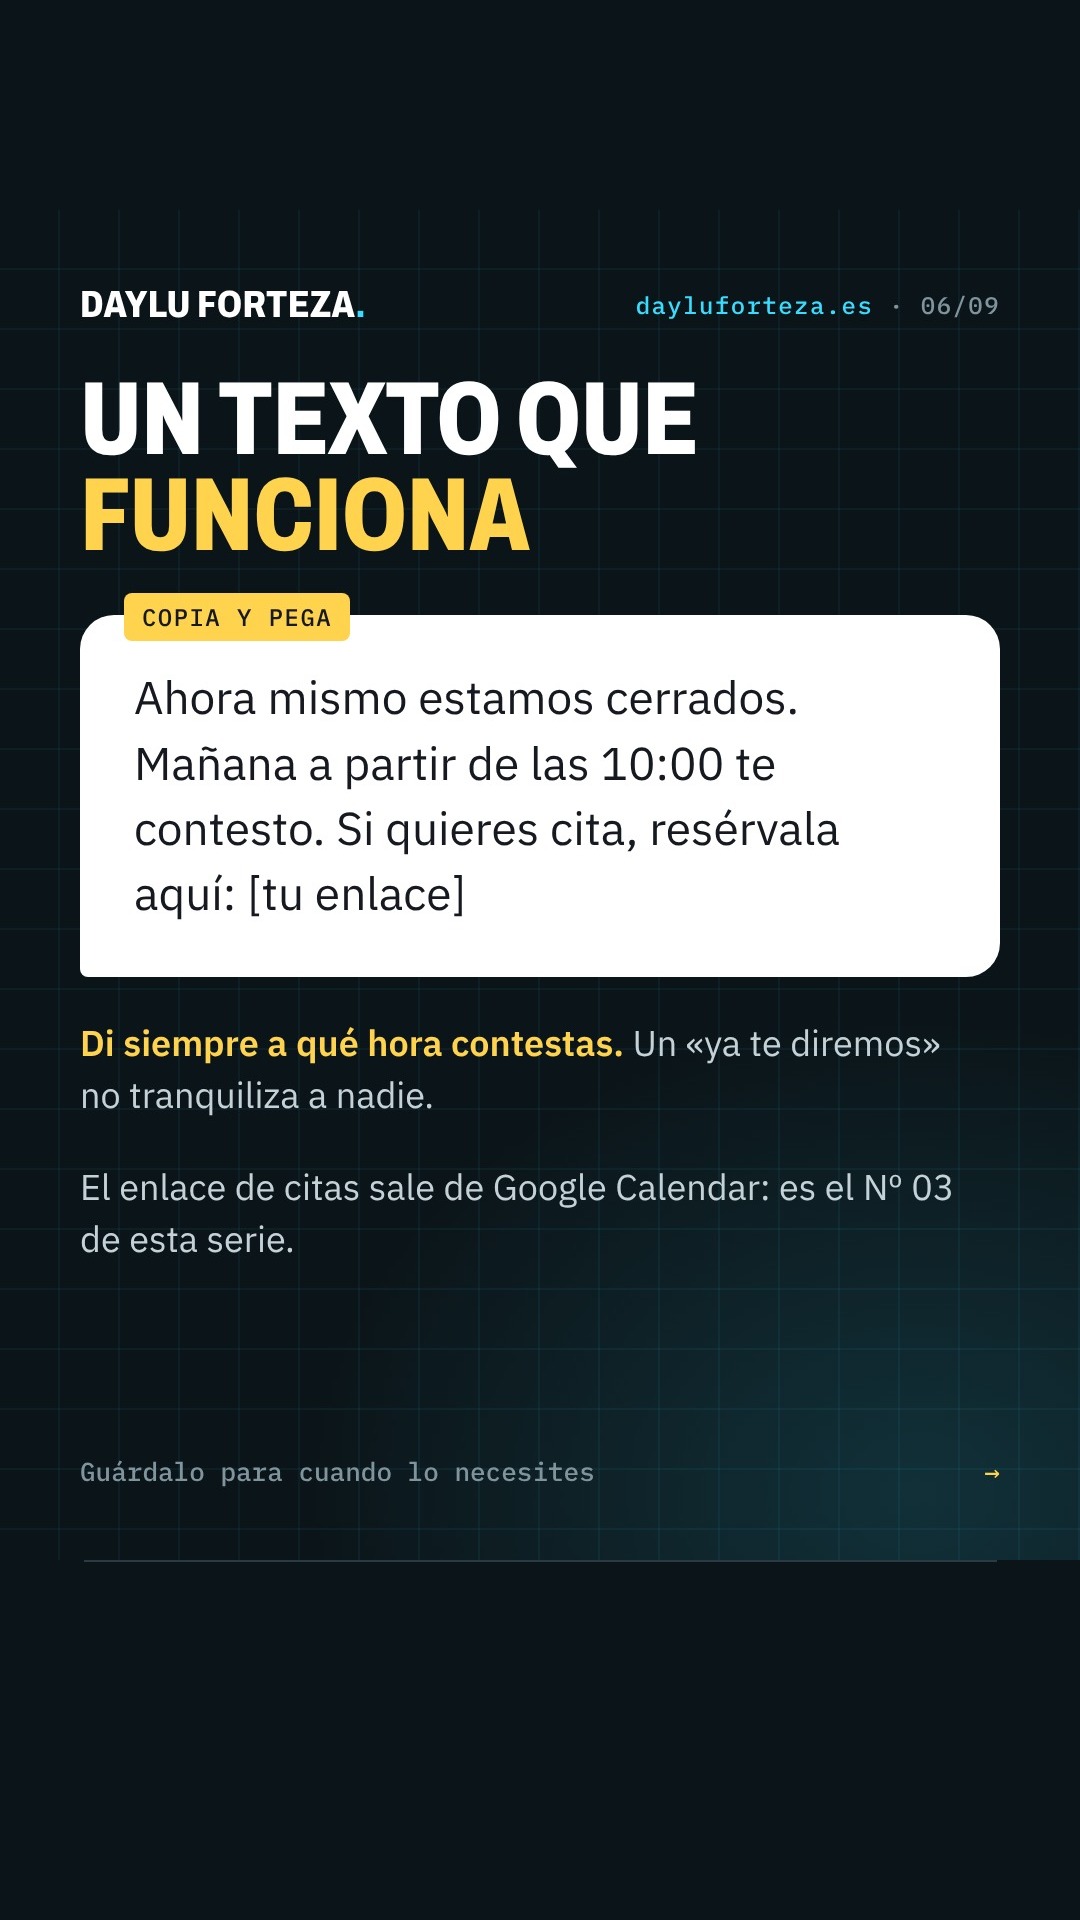 DAYLU FORTEZA.
dayluforteza.es · 06/09
UN TEXTO QUE
FUNCIONA
COPIA Y PEGA
Ahora mismo estamos cerrados.
Mañana a partir de las 10:00 te
contesto. Si quieres cita, resérvala
aquí: [tu enlace]
Di siempre a qué hora contestas. Un «ya te diremos»
no tranquiliza a nadie.
El enlace de citas sale de Google Calendar: es el Nº 03
de esta serie.
Guárdalo para cuando lo necesites →